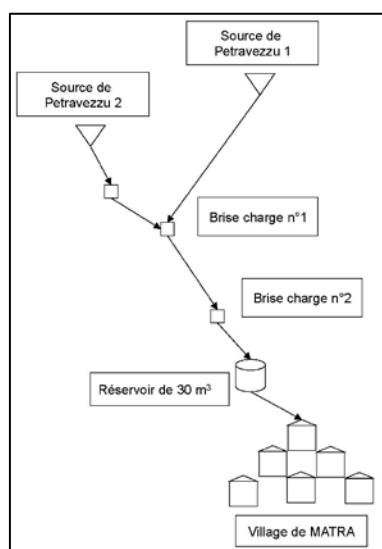 Source de
Petravezzu 1
Source de
Petravezzu 2
Brise charge n°1
Brise charge n°2
Réservoir de 30 m³
Village de MATRA